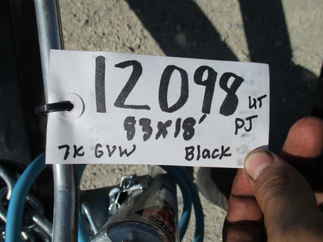 12098 UT
83x18' PJ
7K GVW Black